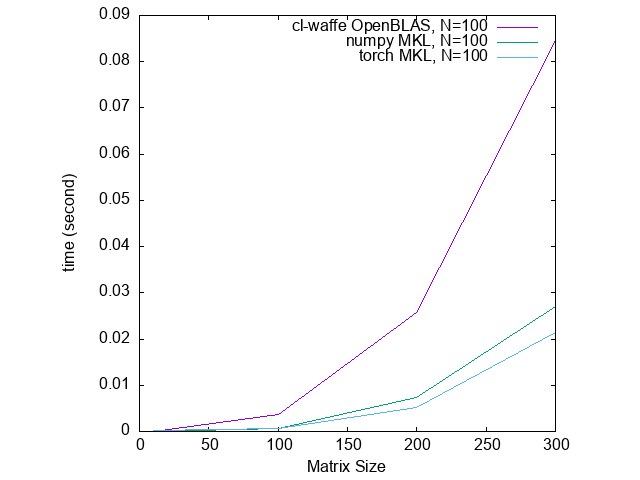 0.09
0.08
0.07
0.06
0.05
0.04
0.03
0.02
0.01
0
time (second)
cl-waffe OpenBLAS, N=100
numpy MKL, N=100
torch MKL, N=100
0 50 100 150 200 250 300
Matrix Size